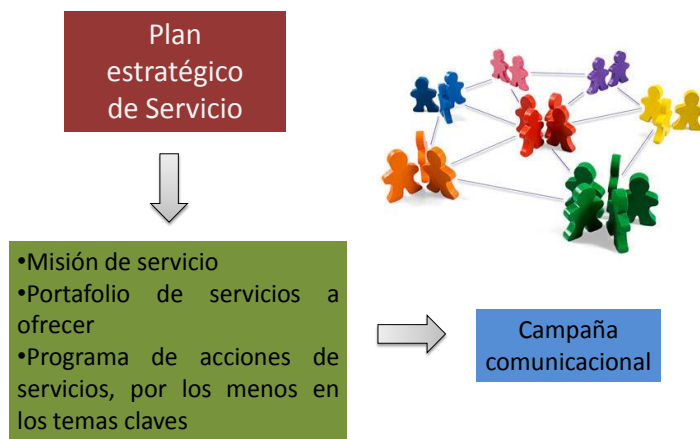 Plan
estratégico
de Servicio
•Misión de servicio
•Portafolio de servicios a
ofrecer
•Programa de acciones de
servicios, por los menos en
los temas claves
Campaña
comunicacional